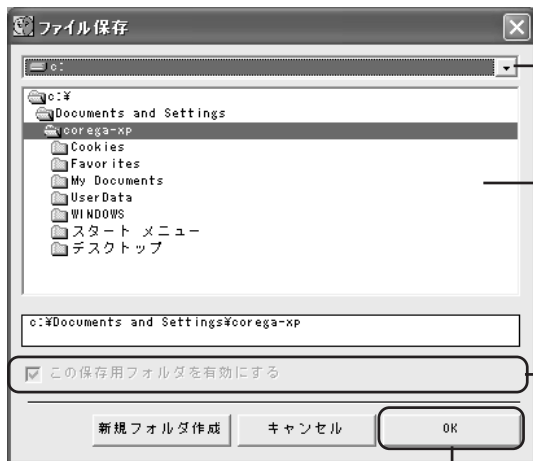 ファイル保存
c:
c:¥
Documents and Settings
corega-xp
Cookies
Favorites
My Documents
UserData
WINDOWS
スタート メニュー
デスクトップ
c:¥Documents and Settings¥corega-xp
この保存用フォルダを有効にする
新規フォルダ作成 キャンセル OK